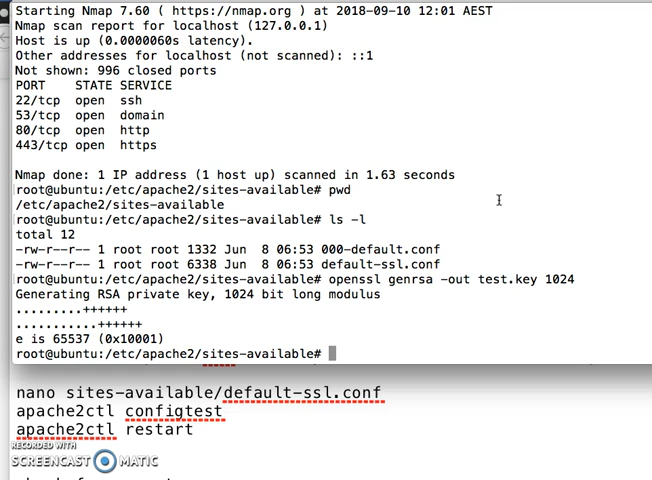 Starting Nmap 7.60 ( https://nmap.org ) at 2018-09-10 12:01 AEST
Nmap scan report for localhost (127.0.0.1)
Host is up (0.0000060s latency).
Other addresses for localhost (not scanned): ::1
Not shown: 996 closed ports
PORT    STATE SERVICE
22/tcp  open  ssh
53/tcp  open  domain
80/tcp  open  http
443/tcp open  https
Nmap done: 1 IP address (1 host up) scanned in 1.63 seconds
root@ubuntu:/etc/apache2/sites-available# pwd
/etc/apache2/sites-available
root@ubuntu:/etc/apache2/sites-available# ls -l
total 12
-rw-r--r-- 1 root root 1332 Jun  8 06:53 000-default.conf
-rw-r--r-- 1 root root 6338 Jun  8 06:53 default-ssl.conf
root@ubuntu:/etc/apache2/sites-available# openssl genrsa -out test.key 1024
Generating RSA private key, 1024 bit long modulus
.........++++++
...........++++++
e is 65537 (0x10001)
root@ubuntu:/etc/apache2/sites-available#
nano sites-available/default-ssl.conf
apache2ctl configtest
apache2ctl restart
RECORDED WITH
SCREENCAST MATIC